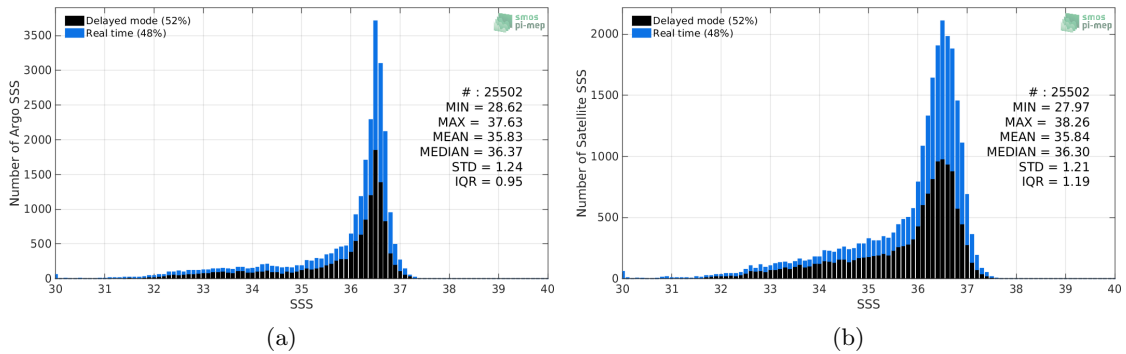 Delayed mode (52%)
Real time (48%)
smos
pi-mep
Number of Argo SSS
3500
3000
2500
2000
1500
1000
500
0
# : 25502
MIN = 28.62
MAX = 37.63
MEAN = 35.83
MEDIAN = 36.37
STD = 1.24
IQR = 0.95
30 31 32 33 34 35 36 37 38 39 40
SSS
(a)
Delayed mode (52%)
Real time (48%)
smos
pi-mep
Number of Satellite SSS
2000
1500
1000
500
0
# : 25502
MIN = 27.97
MAX = 38.26
MEAN = 35.84
MEDIAN = 36.30
STD = 1.21
IQR = 1.19
30 31 32 33 34 35 36 37 38 39 40
SSS
(b)